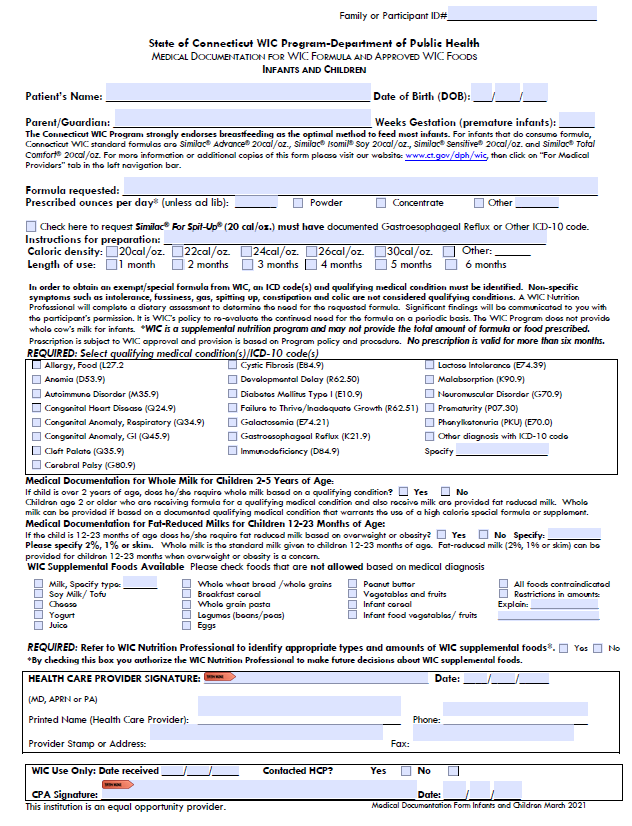 Family or Participant ID#
State of Connecticut WIC Program-Department of Public Health
MEDICAL DOCUMENTATION FOR WIC FORMULA AND APPROVED WIC FOODS
INFANTS AND CHILDREN
Patient's Name: Date of Birth (DOB): __/__/__
Parent/Guardian: Weeks Gestation (premature infants):
The Connecticut WIC Program strongly endorses breastfeeding as the optimal method to feed most infants. For infants that do consume formula,
Connecticut WIC standard formulas are Similac® Advance® 20cal/oz., Similac® Isomil® Soy 20cal/oz., Similac® Sensitive® 20cal/oz. and Similac® Total
Comfort® 20cal/oz. For more information or additional copies of this form please visit our website: www.ct.gov/dph/wic, then click on "For Medical
Providers" tab in the left navigation bar.
Formula requested:
Prescribed ounces per day* (unless ad lib): Powder Concentrate Other
Check here to request Similac® For Spit-Up® (20 cal/oz.) must have documented Gastroesophageal Reflux or Other ICD-10 code.
Instructions for preparation:
Caloric density: 20cal/oz. 22cal/oz. 24cal/oz. 26cal/oz. 30cal/oz. Other:
Length of use: 1 month 2 months 3 months 4 months 5 months 6 months
In order to obtain an exempt/special formula from WIC, an ICD code(s) and qualifying medical condition must be identified. Non-specific
symptoms such as intolerance, fussiness, gas, spitting up, constipation and colic are not considered qualifying conditions. A WIC Nutrition
Professional will complete a dietary assessment to determine the need for the requested formula. Significant findings will be communicated to you with
the participant's permission. It is WIC's policy to re-evaluate the continued need for the formula on a periodic basis. The WIC Program does not provide
whole cow's milk for infants. *WIC is a supplemental nutrition program and may not provide the total amount of formula or food prescribed.
Prescription is subject to WIC approval and provision is based on Program policy and procedure. No prescription is valid for more than six months.
REQUIRED: Select qualifying medical condition(s)/ICD-10 code(s)
Allergy, Food (L27.2 Cystic Fibrosis (E84.9) Lactose Intolerance (E74.39)
Anemia (D53.9) Developmental Delay (R62.50) Malabsorption (K90.9)
Autoimmune Disorder (M35.9) Diabetes Mellitus Type I (E10.9) Neuromusular Disorder (G70.9)
Congenital Heart Disease (Q24.9) Failure to Thrive/Inadequate Growth (R62.51) Prematurity (P07.30)
Congenital Anomaly, Respiratory (Q34.9) Galactosemia (E74.21) Phenylketonuria (PKU) (E70.0)
Congenital Anomaly, GI (Q45.9) Gastroesophageal Reflux (K21.9) Other diagnosis with ICD-10 code
Cleft Palate (Q35.9) Immunodeficiency (D84.9) Specify
Cerebral Palsy (G80.9)
Medical Documentation for Whole Milk for Children 2-5 Years of Age:
If child is over 2 years of age, does he/she require whole milk based on a qualifying condition? Yes No
Children age 2 or older who are receiving formula for a qualifying medical condition and also receive milk are provided fat reduced milk. Whole
milk can be provided if based on a documented qualifying medical condition that warrants the use of a high calorie special formula or supplement.
Medical Documentation for Fat-Reduced Milks for Children 12-23 Months of Age:
If the child is 12-23 months of age does he/she require fat reduced milk based on overweight or obesity? Yes No Specify:
Please specify 2%, 1% or skim. Whole milk is the standard milk given to children 12-23 months of age. Fat-reduced milk (2%, 1% or skim) can be
provided for children 12-23 months when overweight or obesity is a concern.
WIC Supplemental Foods Available Please check foods that are not allowed based on medical diagnosis
Milk, Specify type: Whole wheat bread /whole grains Peanut butter All foods contraindicated
Soy Milk/ Tofu Breakfast cereal Vegetables and fruits Restrictions in amounts:
Cheese Whole grain pasta Infant cereal Explain:
Yogurt Legumes (beans/peas) Infant food vegetables/ fruits
Juice Eggs
REQUIRED: Refer to WIC Nutrition Professional to identify appropriate types and amounts of WIC supplemental foods*. Yes No
*By checking this box you authorize the WIC Nutrition Professional to make future decisions about WIC supplemental foods.
HEALTH CARE PROVIDER SIGNATURE: Date: __/__/__
(MD, APRN or PA)
Printed Name (Health Care Provider): Phone:
Provider Stamp or Address: Fax:
WIC Use Only: Date received __/__/__ Contacted HCP? Yes No
CPA Signature: Date: __/__/__
This institution is an equal opportunity provider. Medical Documentation Form Infants and Children March 2021